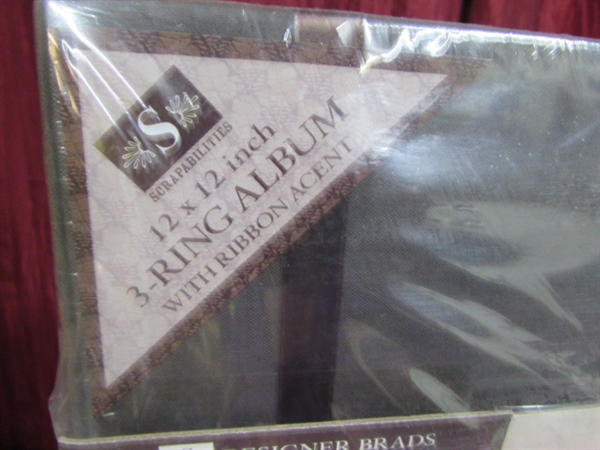 S
SCRAPABILITIES
12 x 12 inch
3-RING ALBUM
WITH RIBBON ACENT
DESIGNER BRADS